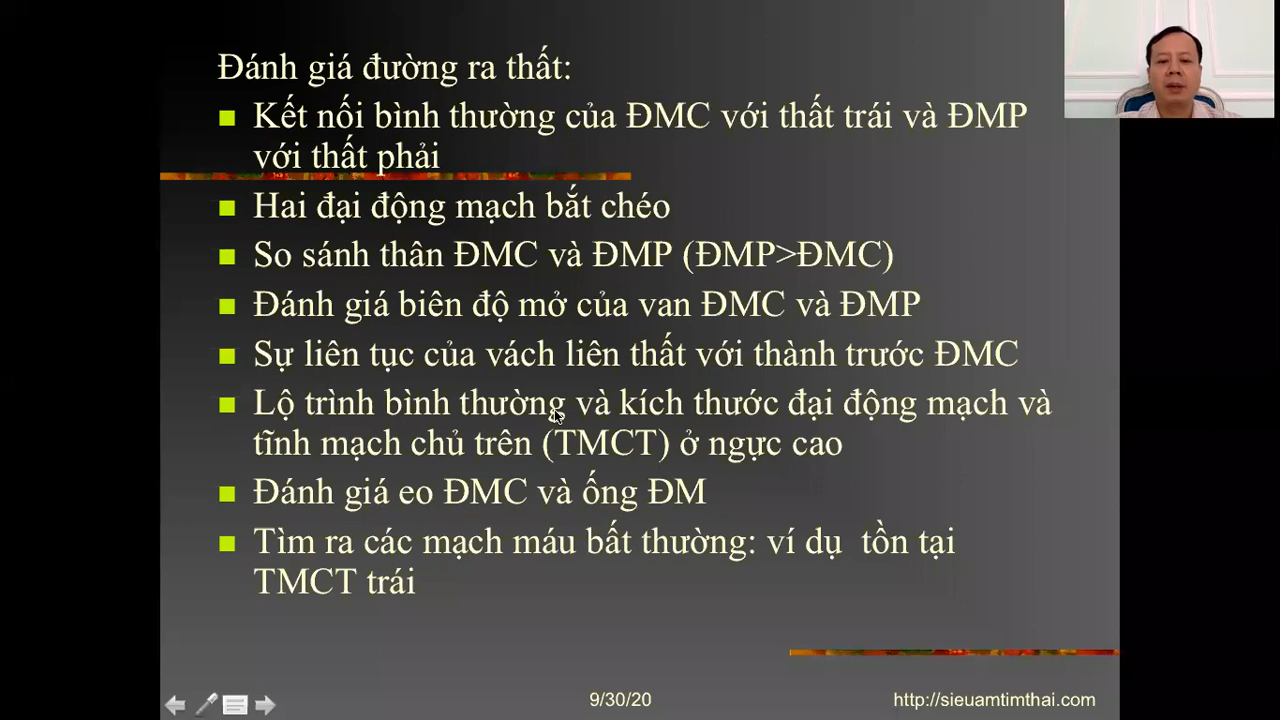 Đánh giá đường ra thất:
Kết nối bình thường của ĐMC với thất trái và ĐMP
với thất phải
Hai đại động mạch bắt chéo
So sánh thân ĐMC và ĐMP (ĐMP>ĐMC)
Đánh giá biên độ mở của van ĐMC và ĐMP
Sự liên tục của vách liên thất với thành trước ĐMC
Lộ trình bình thường và kích thước đại động mạch và
tĩnh mạch chủ trên (TMCT) ở ngực cao
Đánh giá eo ĐMC và ống ĐM
Tìm ra các mạch máu bất thường: ví dụ  tồn tại
TMCT trái
9/30/20
http://sieuamtimthai.com